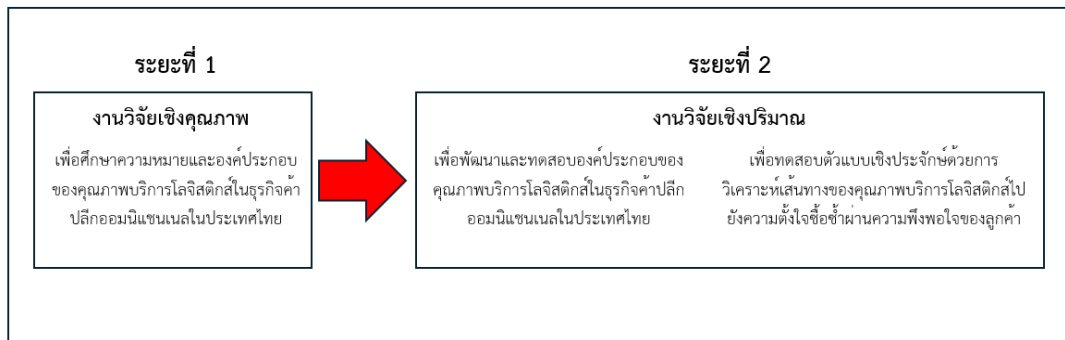 ระยะที่ 1
งานวิจัยเชิงคุณภาพ
เพื่อศึกษาความหมายและองค์ประกอบ
ของคุณภาพบริการโลจิสติกส์ในธุรกิจค้า
ปลีกออมนิแชนเนลในประเทศไทย
ระยะที่ 2
งานวิจัยเชิงปริมาณ
เพื่อพัฒนาและทดสอบองค์ประกอบของ
คุณภาพบริการโลจิสติกส์ในธุรกิจค้าปลีก
ออมนิแชนเนลในประเทศไทย
เพื่อทดสอบตัวแบบเชิงประจักษ์ด้วยการ
วิเคราะห์เส้นทางของคุณภาพบริการโลจิสติกส์ไป
ยังความตั้งใจซื้อซ้ำผ่านความพึงพอใจของลูกค้า